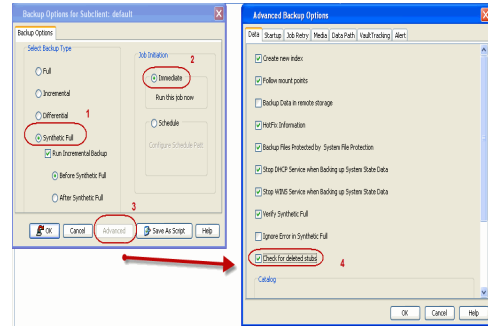 Backup Options for Subclient: default
Backup Options
Select Backup Type
Full
Incremental
Differential
1
Synthetic Full
Run Incremental Backup
Before Synthetic Full
After Synthetic Full
Job Initiation
2
Immediate
Run this job now
Schedule
Configure Schedule Patt
3
OK
Cancel
Advanced
Save As Script
Help
Advanced Backup Options
Data
Startup
Job Retry
Media
Data Path
VaultTracking
Alert
Create new index
Follow mount points
Backup Data in remote storage
HotFix Information
Backup Files Protected by System File Protection
Stop DHCP Service when Backing up System State Data
Stop WINS Service when Backing up System State Data
Verify Synthetic Full
Ignore Error in Synthetic Full
Check for deleted stubs
4
Catalog
OK
Cancel
Help